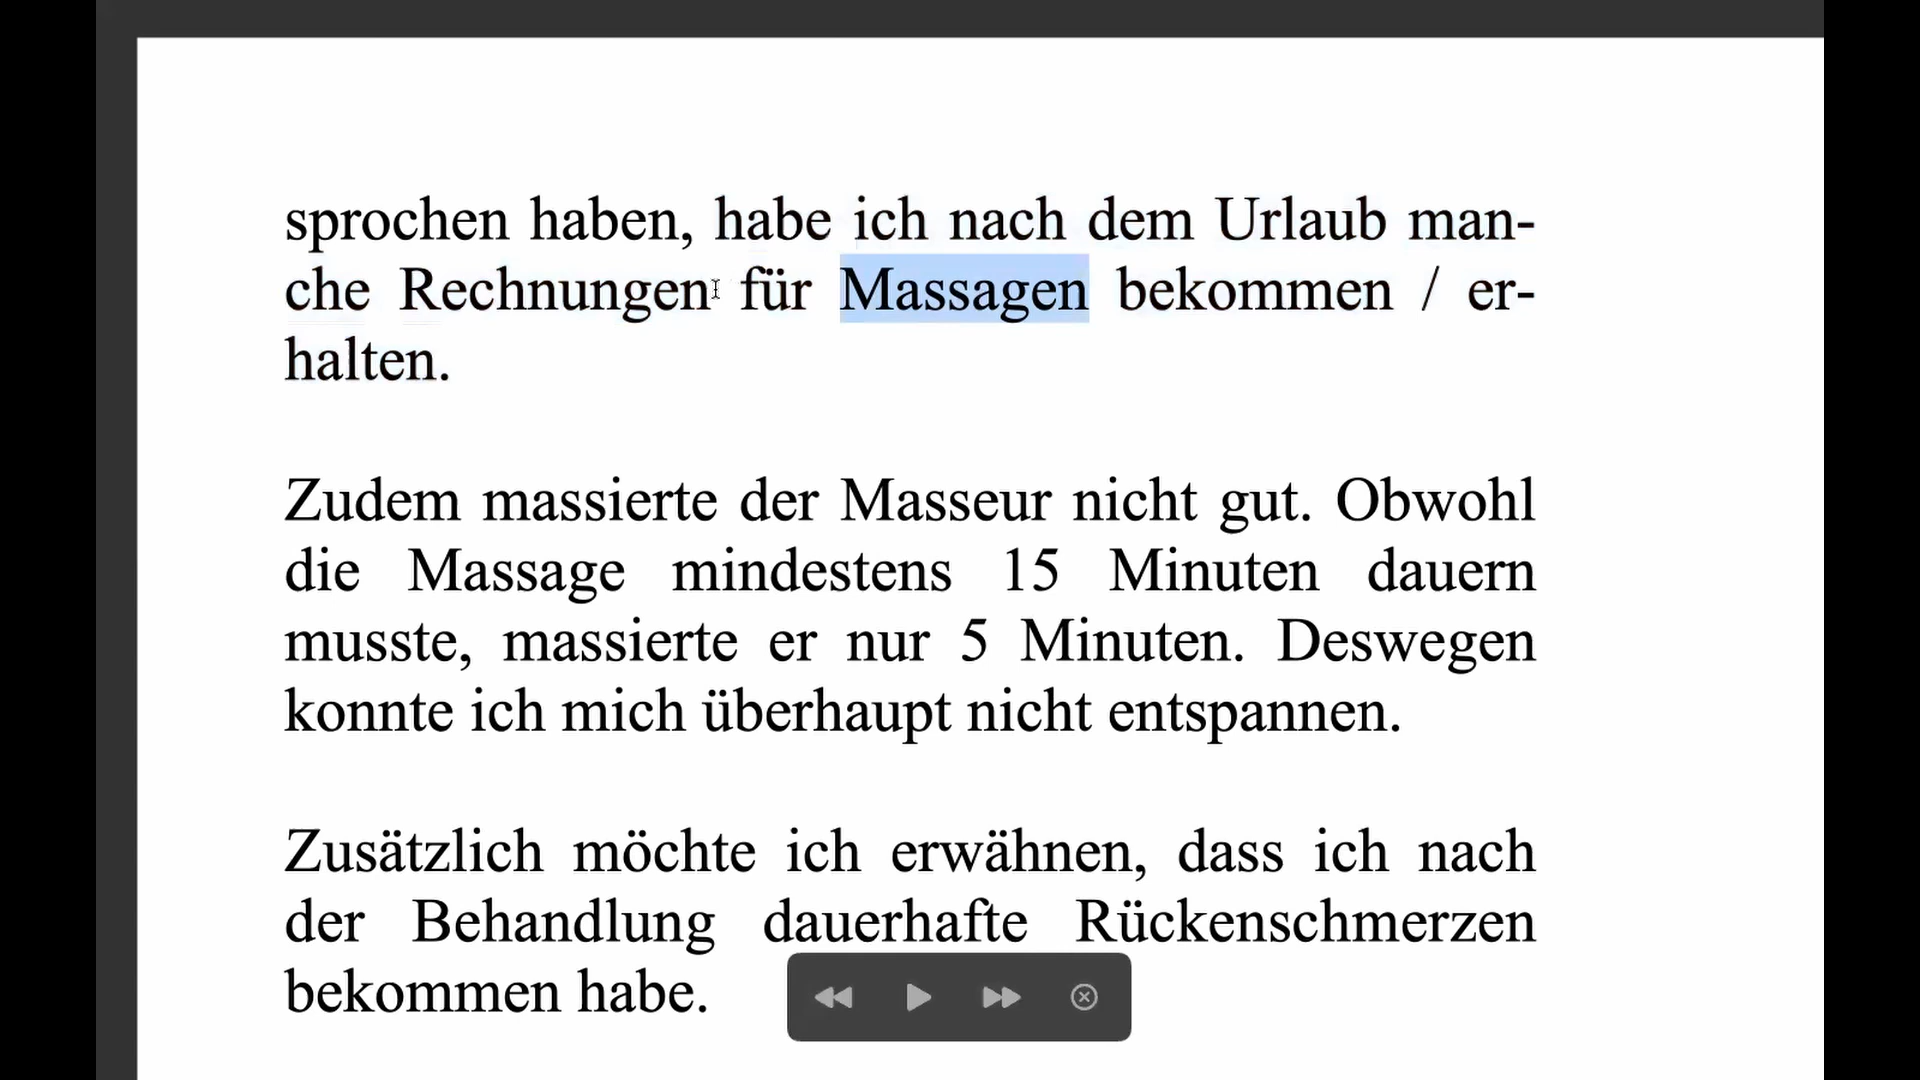 sprochen haben, habe ich nach dem Urlaub man-
che Rechnungen für Massagen bekommen / er-
halten.
Zudem massierte der Masseur nicht gut. Obwohl
die Massage mindestens 15 Minuten dauern
musste, massierte er nur 5 Minuten. Deswegen
konnte ich mich überhaupt nicht entspannen.
Zusätzlich möchte ich erwähnen, dass ich nach
der Behandlung dauerhafte Rückenschmerzen
bekommen habe.